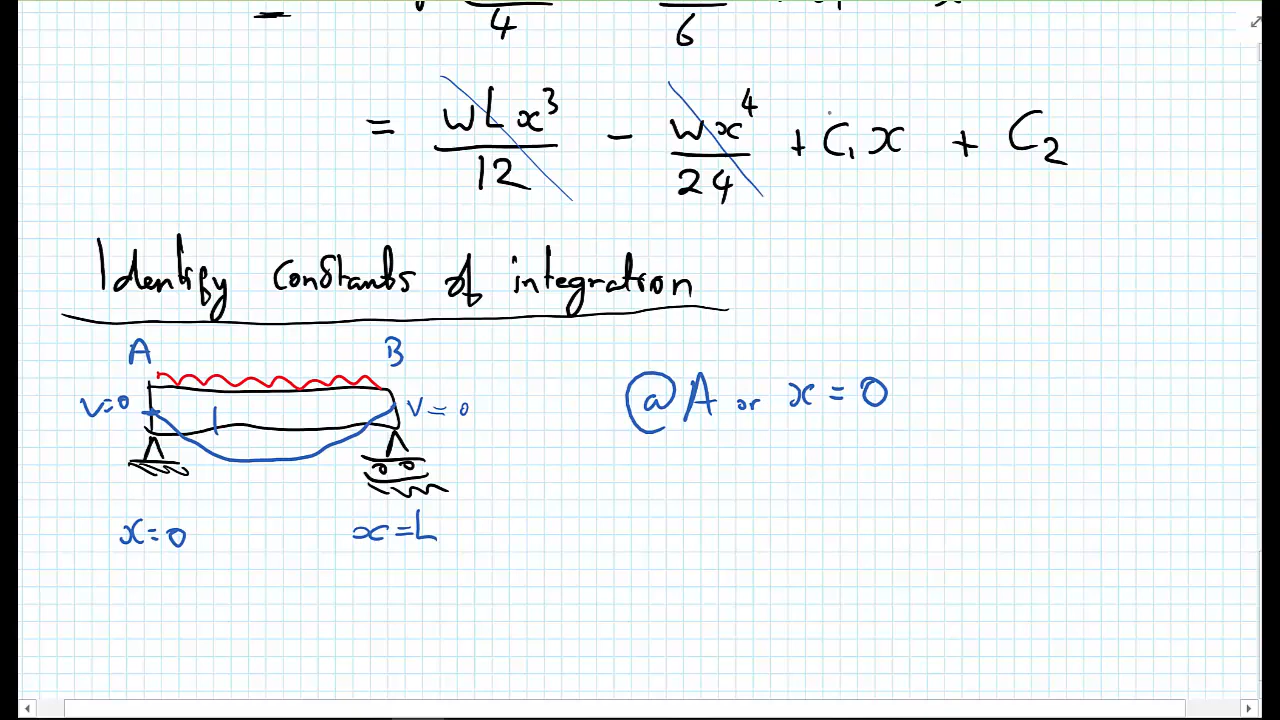 = 4 6
= wLx³/12 - wx⁴/24 + C₁x + C₂
Identify constants of integration
A B
v=0 v=0
@A or x=0
x=0 x=L